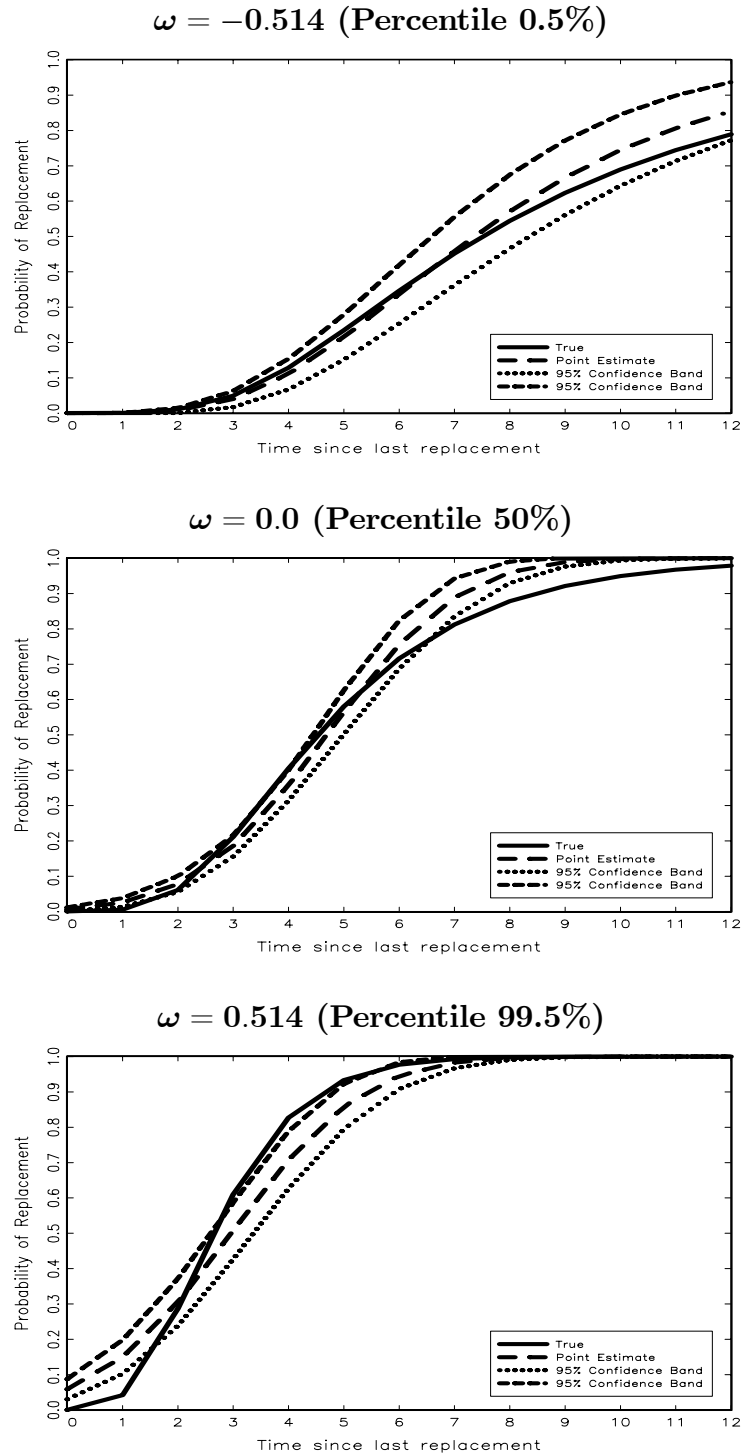 ω = −0.514 (Percentile 0.5%)
Probability of Replacement
1.0
0.9
0.8
0.7
0.6
0.5
0.4
0.3
0.2
0.1
0.0
True
Point Estimate
95% Confidence Band
95% Confidence Band
0 1 2 3 4 5 6 7 8 9 10 11 12
Time since last replacement
ω = 0.0 (Percentile 50%)
Probability of Replacement
1.0
0.9
0.8
0.7
0.6
0.5
0.4
0.3
0.2
0.1
0.0
True
Point Estimate
95% Confidence Band
95% Confidence Band
0 1 2 3 4 5 6 7 8 9 10 11 12
Time since last replacement
ω = 0.514 (Percentile 99.5%)
Probability of Replacement
1.0
0.9
0.8
0.7
0.6
0.5
0.4
0.3
0.2
0.1
0.0
True
Point Estimate
95% Confidence Band
95% Confidence Band
0 1 2 3 4 5 6 7 8 9 10 11 12
Time since last replacement